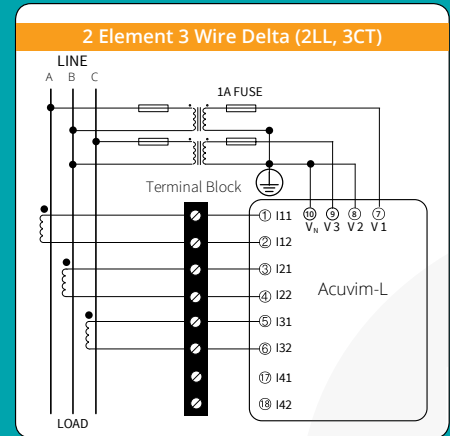 2 Element 3 Wire Delta (2LL, 3CT)
LINE
A B C
1A FUSE
Terminal Block
⑩ ⑨ ⑧ ⑦
VN V3 V2 V1
① I11
② I12
③ I21
④ I22
Acuvim-L
⑤ I31
⑥ I32
⑰ I41
⑱ I42
LOAD